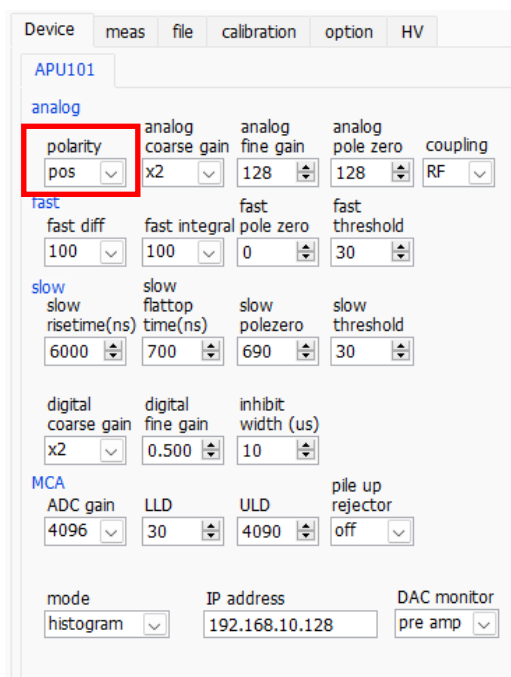 Device meas file calibration option HV
APU101
analog
polarity analog coarse gain analog fine gain analog pole zero coupling
pos x2 128 128 RF
fast
fast diff fast integral fast pole zero fast threshold
100 100 0 30
slow
slow risetime(ns) slow flattop time(ns) slow polezero slow threshold
6000 700 690 30
digital coarse gain digital fine gain inhibit width (us)
x2 0.500 10
MCA
ADC gain LLD ULD pile up rejector
4096 30 4090 off
mode IP address DAC monitor
histogram 192.168.10.128 pre amp